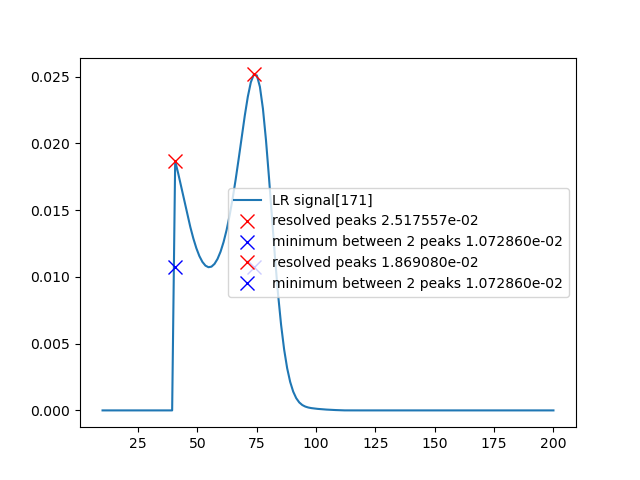 0.025
0.020
0.015
0.010
0.005
0.000
LR signal[171]
resolved peaks 2.517557e-02
minimum between 2 peaks 1.072860e-02
resolved peaks 1.869080e-02
minimum between 2 peaks 1.072860e-02
25 50 75 100 125 150 175 200